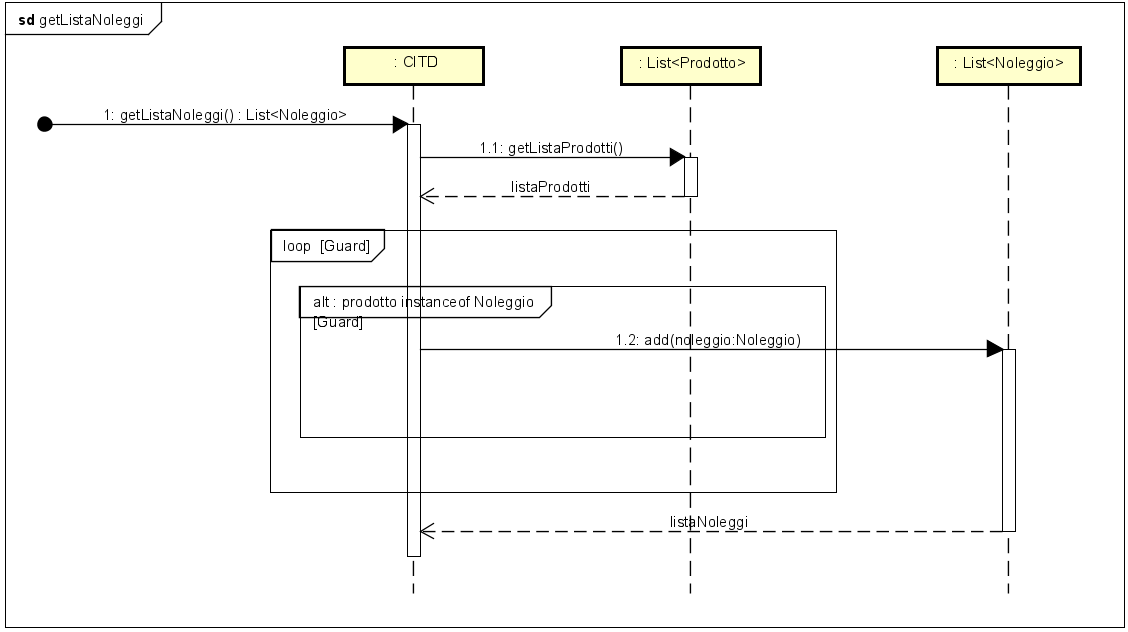 sd getListaNoleggi
: CITD
: List<Prodotto>
: List<Noleggio>
1: getListaNoleggi() : List<Noleggio>
1.1: getListaProdotti()
listaProdotti
loop [Guard]
alt : prodotto instanceof Noleggio
[Guard]
1.2: add(noleggio:Noleggio)
listaNoleggi